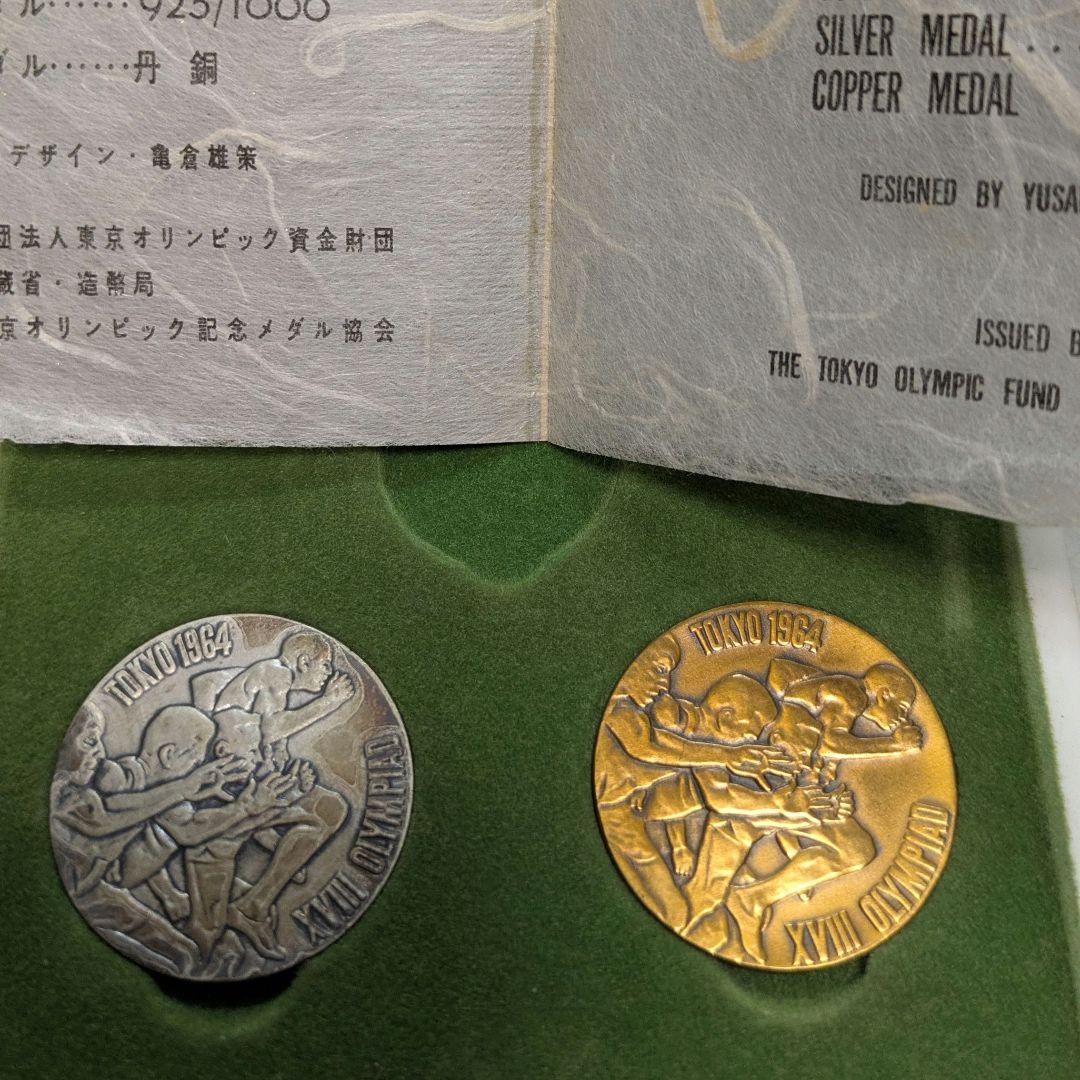 ル……925/1000
ル……丹銅
デザイン・亀倉雄策
団法人東京オリンピック資金財団
蔵省・造幣局
京オリンピック記念メダル協会
SILVER MEDAL...
COPPER MEDAL
DESIGNED BY YUSA
ISSUED B
THE TOKYO OLYMPIC FUND
TOKYO 1964
XVIII OLYMPIAD
TOKYO 1964
XVIII OLYMPIAD